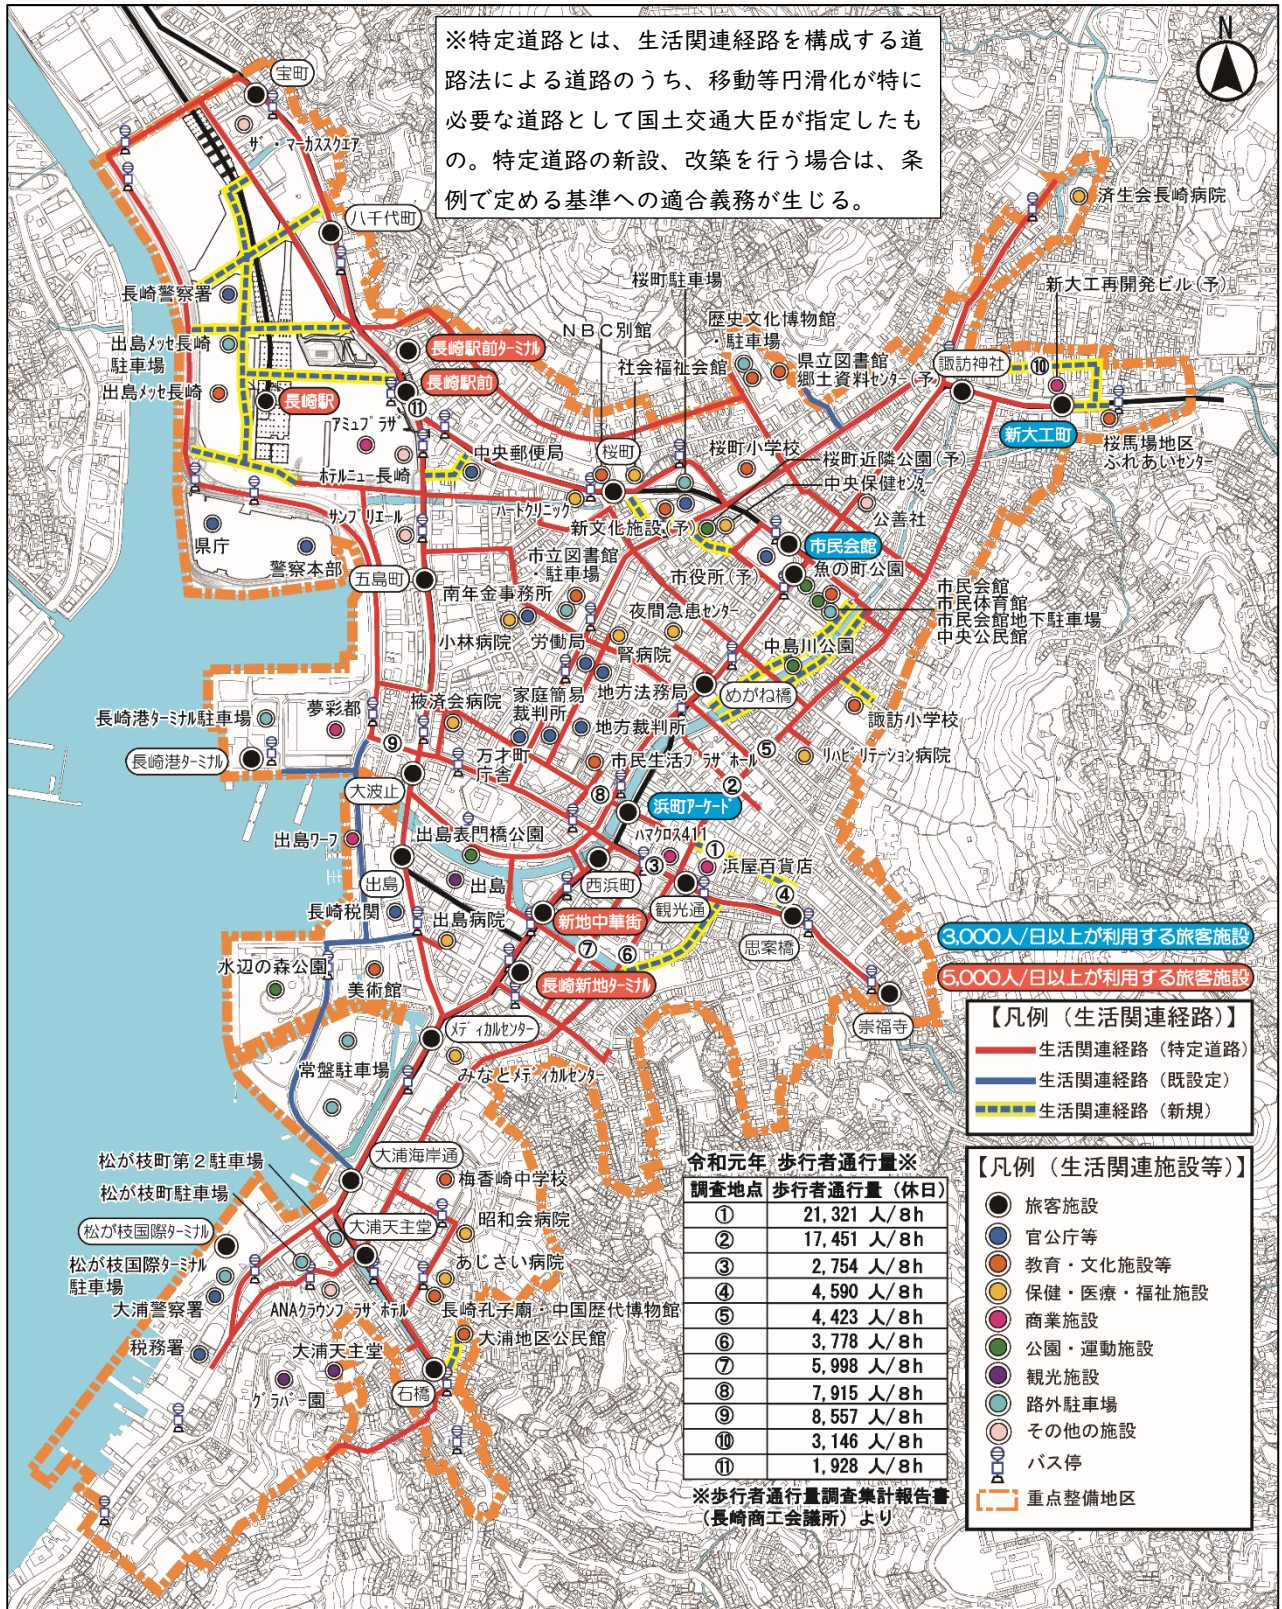 ※特定道路とは、生活関連経路を構成する道
路法による道路のうち、移動等円滑化が特に
必要な道路として国土交通大臣が指定したも
の。特定道路の新設、改築を行う場合は、条
例で定める基準への適合義務が生じる。
N
宝町
ザ・マーカススクエア
八千代町
済生会長崎病院
新大工再開発ビル(予)
長崎警察署
桜町駐車場
NBC別館
歴史文化博物館
・駐車場
社会福祉会館
県立図書館
郷土資料センター(予)
諏訪神社
⑩
出島メッセ長崎
駐車場
長崎駅前ターミナル
長崎駅前
出島メッセ長崎
長崎駅
⑪
アミュプラザ
新大工町
桜馬場地区
ふれあいセンター
中央郵便局
桜町
桜町小学校
桜町近隣公園(予)
中央保健センター
ホテルニュー長崎
ハートクリニック
公善社
サンプリエール
新文化施設(予)
県庁
警察本部
市民会館
魚の町公園
市役所(予)
市立図書館
・駐車場
五島町
南年金事務所
夜間急患センター
市民会館
市民体育館
市民会館地下駐車場
中央公民館
小林病院
労働局
腎病院
中島川公園
地方法務局
めがね橋
家庭簡易
裁判所
長崎港ターミナル駐車場
夢彩都
掖済会病院
地方裁判所
諏訪小学校
長崎港ターミナル
⑨
万才町
庁舎
市民生活プラザホール
⑤
リハビリテーション病院
大波止
②
⑧
浜町アーケード
出島ワーフ
出島表門橋公園
ハマクロス411
①
浜屋百貨店
③
西浜町
出島
出島
観光通
④
長崎税関
出島病院
新地中華街
思案橋
⑦
⑥
水辺の森公園
美術館
長崎新地ターミナル
崇福寺
3,000人/日以上が利用する旅客施設
5,000人/日以上が利用する旅客施設
メディカルセンター
常盤駐車場
みなとメディカルセンター
【凡例（生活関連経路）】
生活関連経路（特定道路）
生活関連経路（既設定）
生活関連経路（新規）
大浦海岸通
松が枝町第2駐車場
梅香崎中学校
松が枝町駐車場
大浦天主堂
昭和会病院
松が枝国際ターミナル
松が枝国際ターミナル
駐車場
あじさい病院
大浦警察署
ANAクラウンプラザホテル
長崎孔子廟・中国歴代博物館
税務署
大浦天主堂
大浦地区公民館
グラバー園
石橋
令和元年 歩行者通行量※
調査地点 歩行者通行量（休日）
① 21,321 人/8h
② 17,451 人/8h
③ 2,754 人/8h
④ 4,590 人/8h
⑤ 4,423 人/8h
⑥ 3,778 人/8h
⑦ 5,998 人/8h
⑧ 7,915 人/8h
⑨ 8,557 人/8h
⑩ 3,146 人/8h
⑪ 1,928 人/8h
※歩行者通行量調査集計報告書
（長崎商工会議所）より
【凡例（生活関連施設等）】
旅客施設
官公庁等
教育・文化施設等
保健・医療・福祉施設
商業施設
公園・運動施設
観光施設
路外駐車場
その他の施設
バス停
重点整備地区